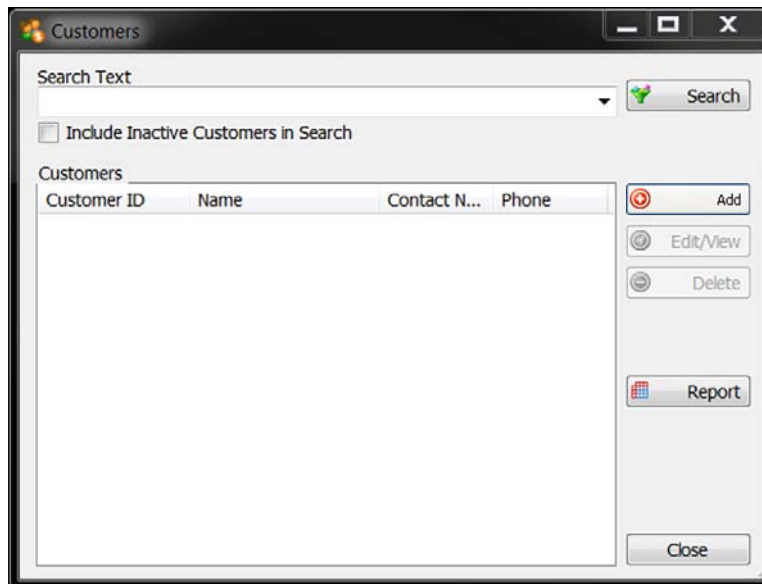 Customers
Search Text
Search
Include Inactive Customers in Search
Customers
Customer ID Name Contact N... Phone
Add
Edit/View
Delete
Report
Close